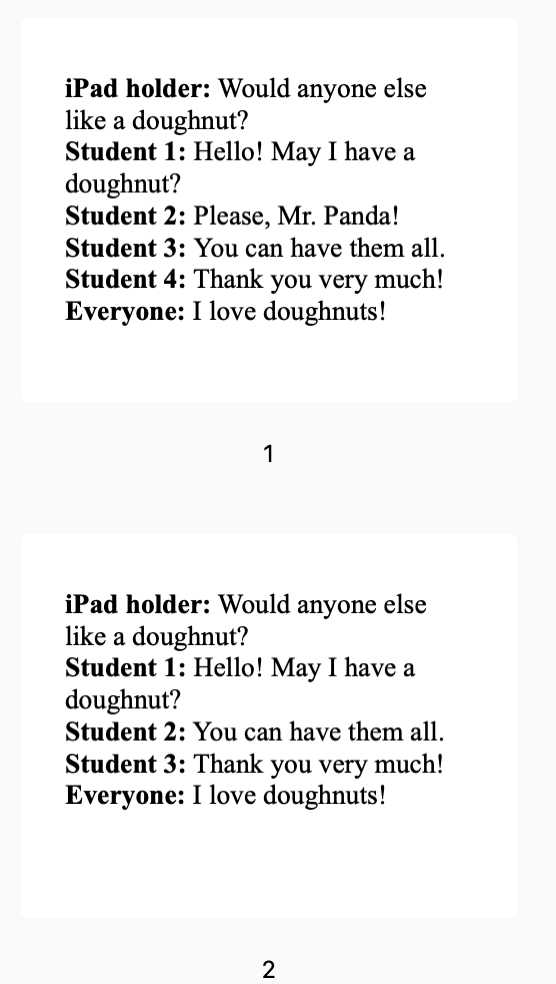 iPad holder: Would anyone else
like a doughnut?
Student 1: Hello! May I have a
doughnut?
Student 2: Please, Mr. Panda!
Student 3: You can have them all.
Student 4: Thank you very much!
Everyone: I love doughnuts!
1
iPad holder: Would anyone else
like a doughnut?
Student 1: Hello! May I have a
doughnut?
Student 2: You can have them all.
Student 3: Thank you very much!
Everyone: I love doughnuts!
2